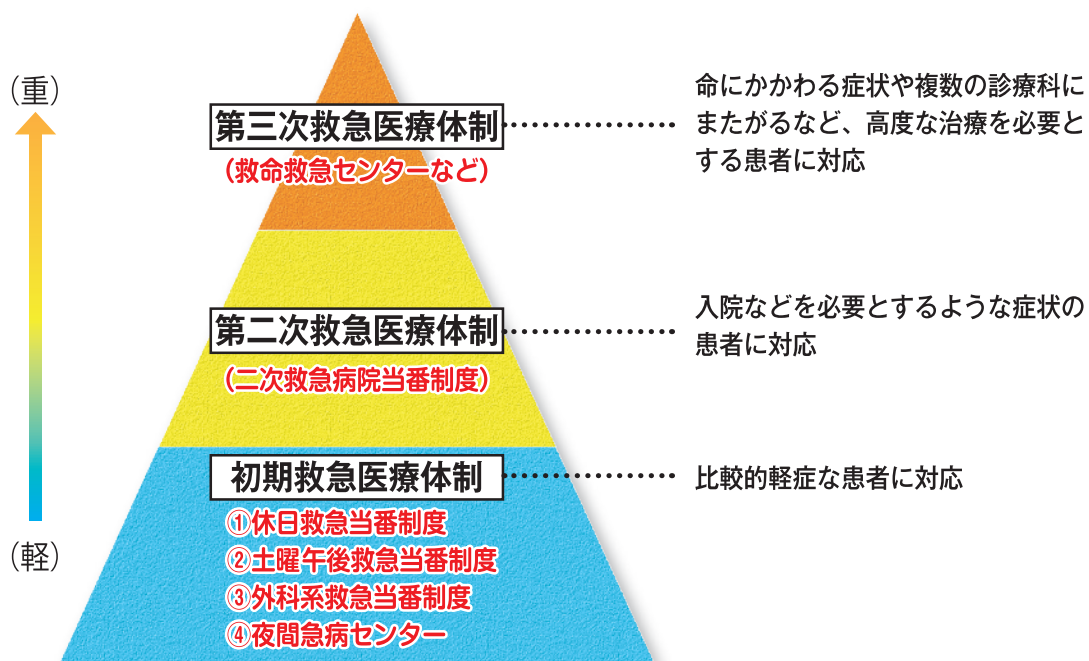 (重)
第三次救急医療体制
(救命救急センターなど)
命にかかわる症状や複数の診療科に
またがるなど、高度な治療を必要と
する患者に対応
第二次救急医療体制
(二次救急病院当番制度)
入院などを必要とするような症状の
患者に対応
初期救急医療体制
比較的軽症な患者に対応
①休日救急当番制度
②土曜午後救急当番制度
③外科系救急当番制度
④夜間急病センター
(軽)